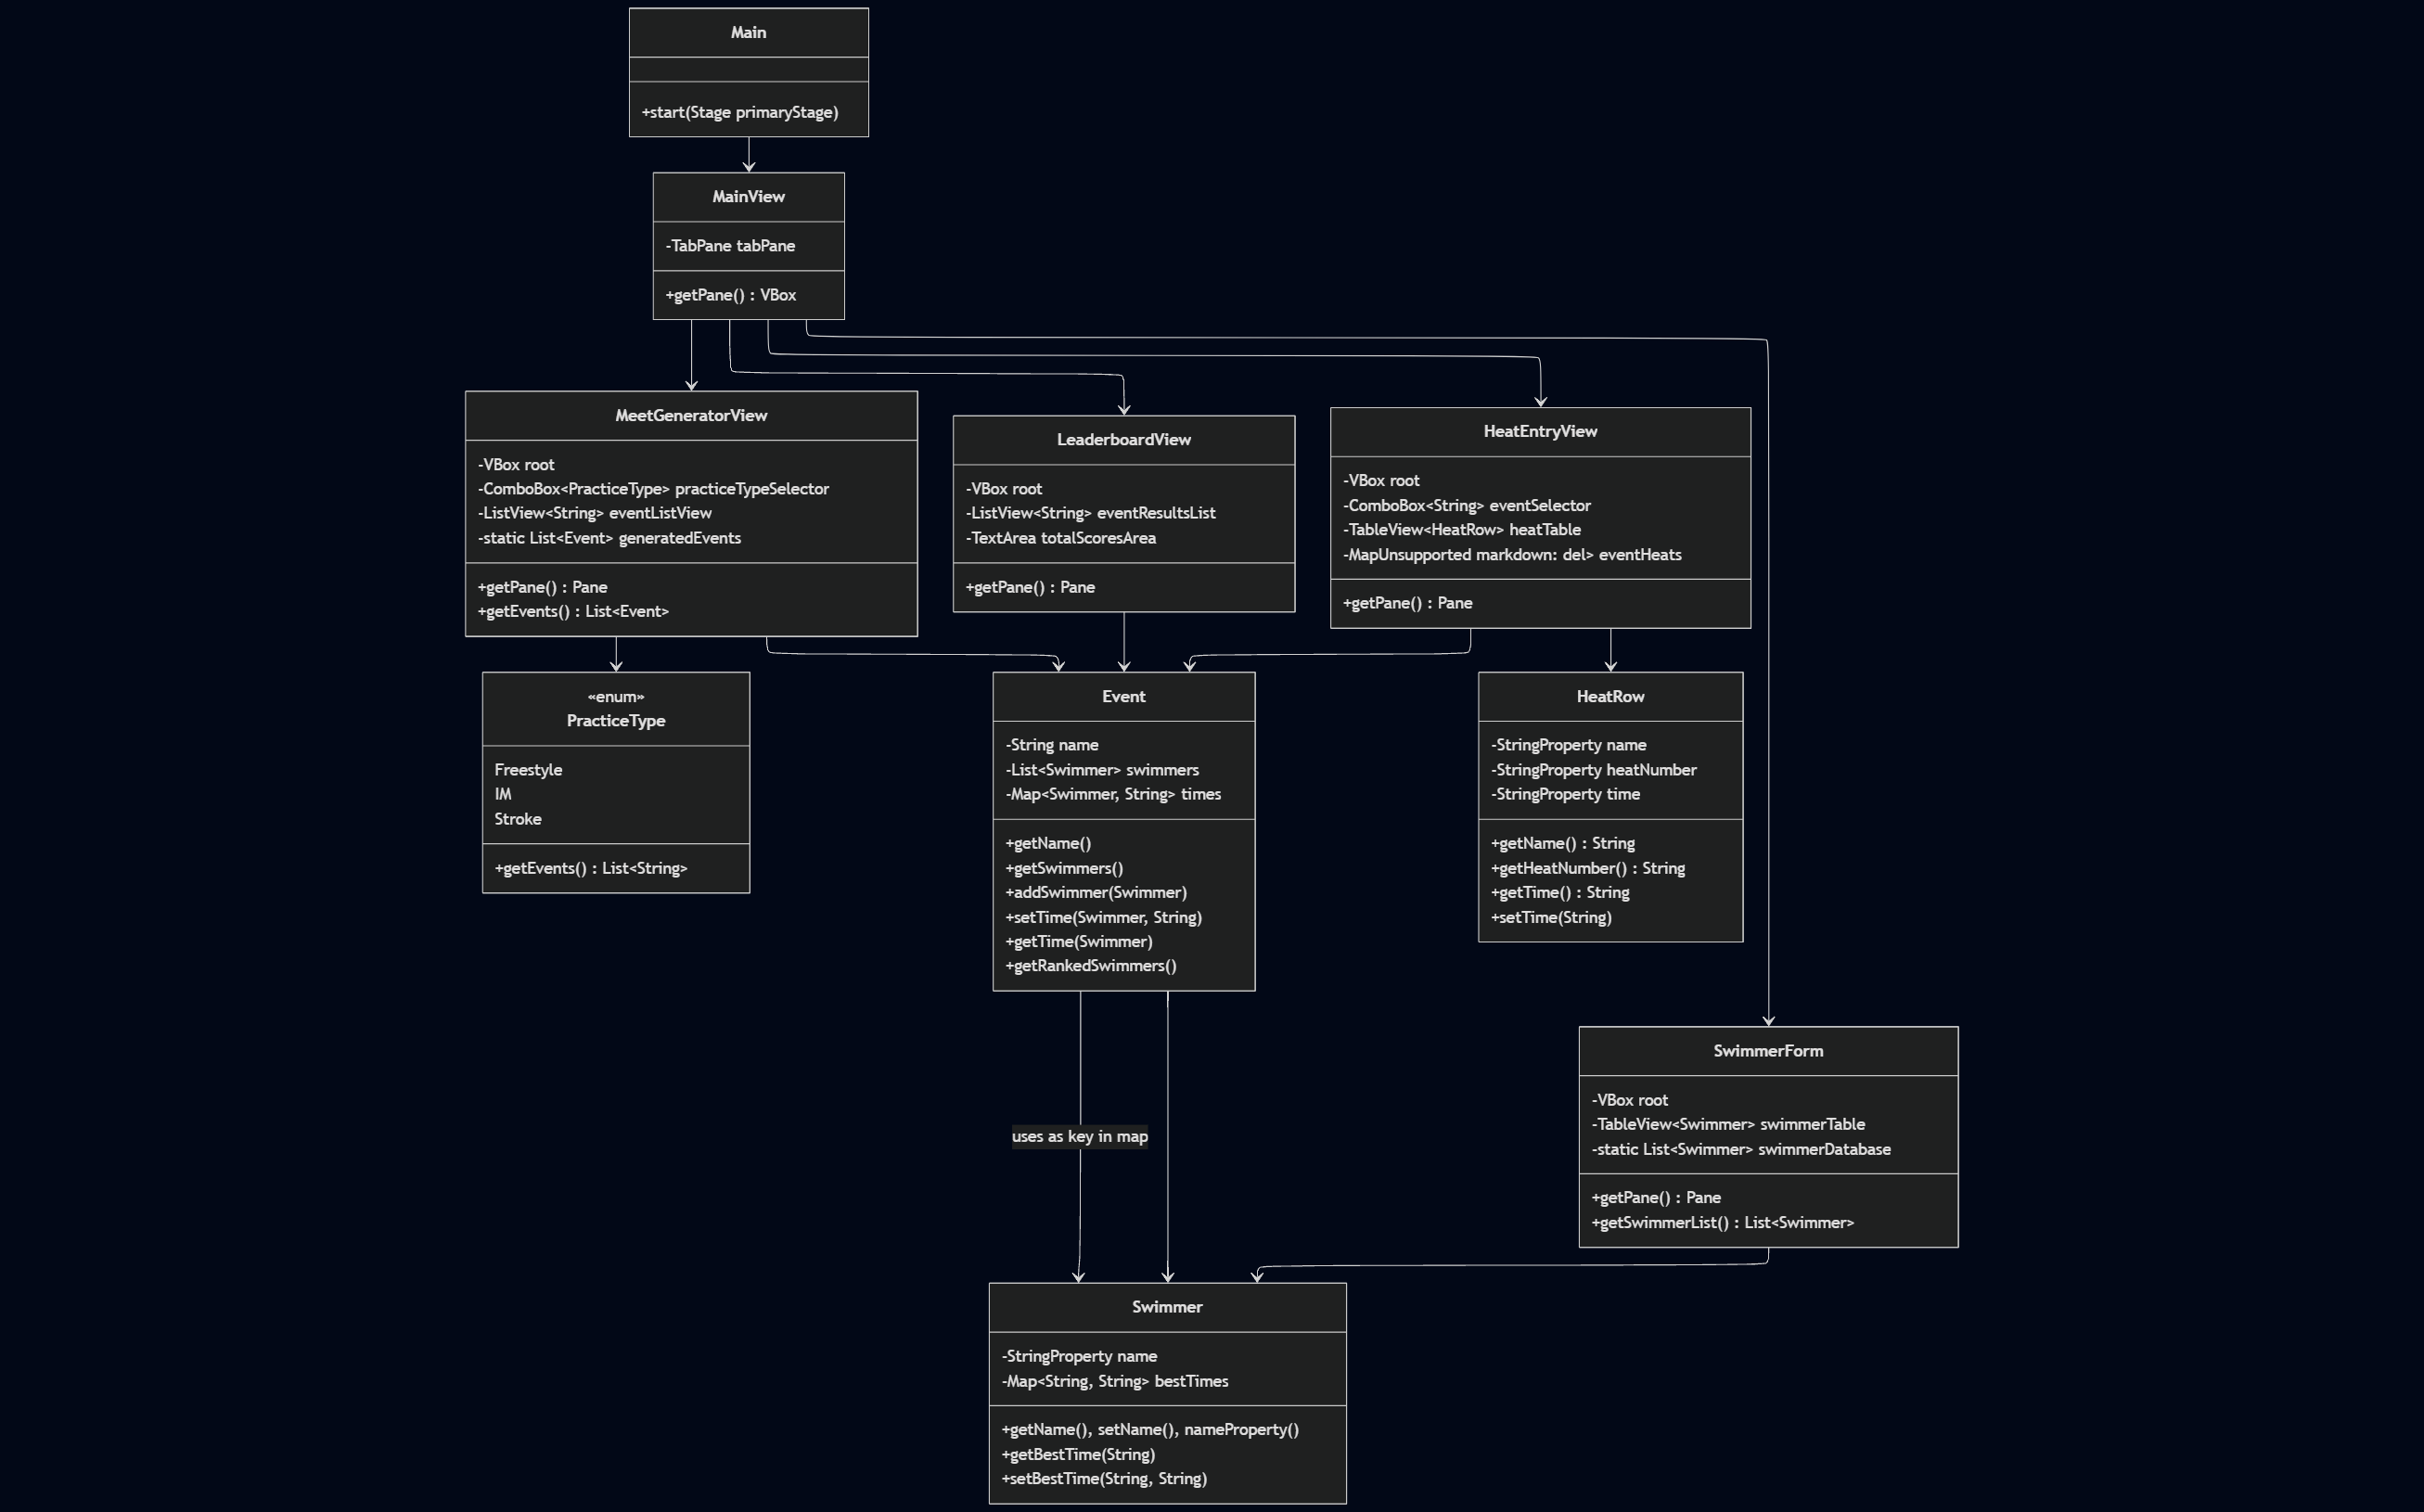 Main
+start(Stage primaryStage)
MainView
-TabPane tabPane
+getPane() : VBox
MeetGeneratorView
-VBox root
-ComboBox<PracticeType> practiceTypeSelector
-ListView<String> eventListView
-static List<Event> generatedEvents
+getPane() : Pane
+getEvents() : List<Event>
LeaderboardView
-VBox root
-ListView<String> eventResultsList
-TextArea totalScoresArea
+getPane() : Pane
HeatEntryView
-VBox root
-ComboBox<String> eventSelector
-TableView<HeatRow> heatTable
-MapUnsupported markdown: del> eventHeats
+getPane() : Pane
«enum»
PracticeType
Freestyle
IM
Stroke
+getEvents() : List<String>
Event
-String name
-List<Swimmer> swimmers
-Map<Swimmer, String> times
+getName()
+getSwimmers()
+addSwimmer(Swimmer)
+setTime(Swimmer, String)
+getTime(Swimmer)
+getRankedSwimmers()
HeatRow
-StringProperty name
-StringProperty heatNumber
-StringProperty time
+getName() : String
+getHeatNumber() : String
+getTime() : String
+setTime(String)
SwimmerForm
-VBox root
-TableView<Swimmer> swimmerTable
-static List<Swimmer> swimmerDatabase
+getPane() : Pane
+getSwimmerList() : List<Swimmer>
uses as key in map
Swimmer
-StringProperty name
-Map<String, String> bestTimes
+getName(), setName(), nameProperty()
+getBestTime(String)
+setBestTime(String, String)